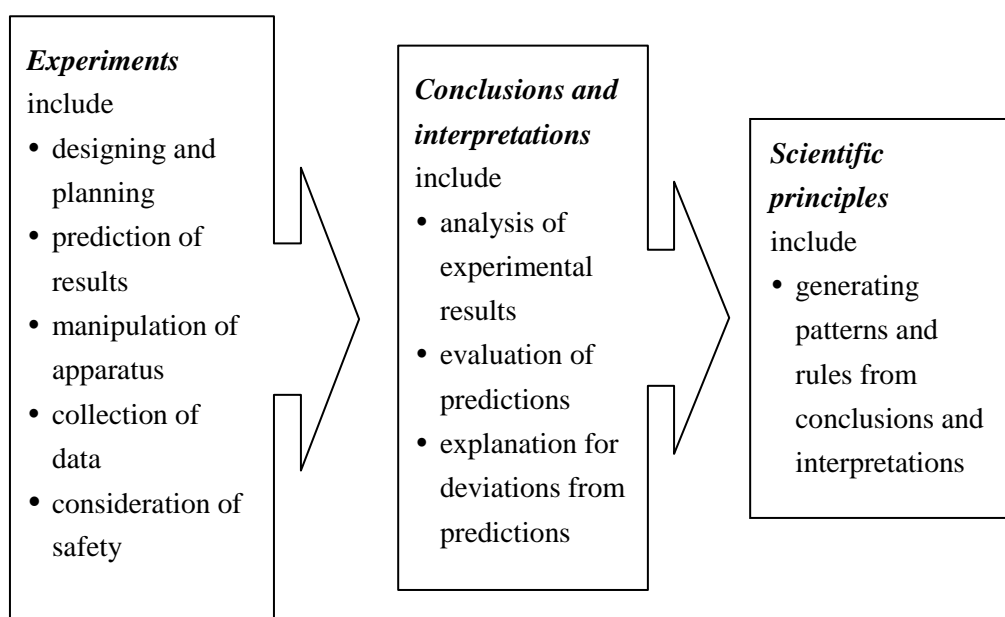 Experiments
include
• designing and
planning
• prediction of
results
• manipulation of
apparatus
• collection of
data
• consideration of
safety
Conclusions and
interpretations
include
• analysis of
experimental
results
• evaluation of
predictions
• explanation for
deviations from
predictions
Scientific
principles
include
• generating
patterns and
rules from
conclusions and
interpretations